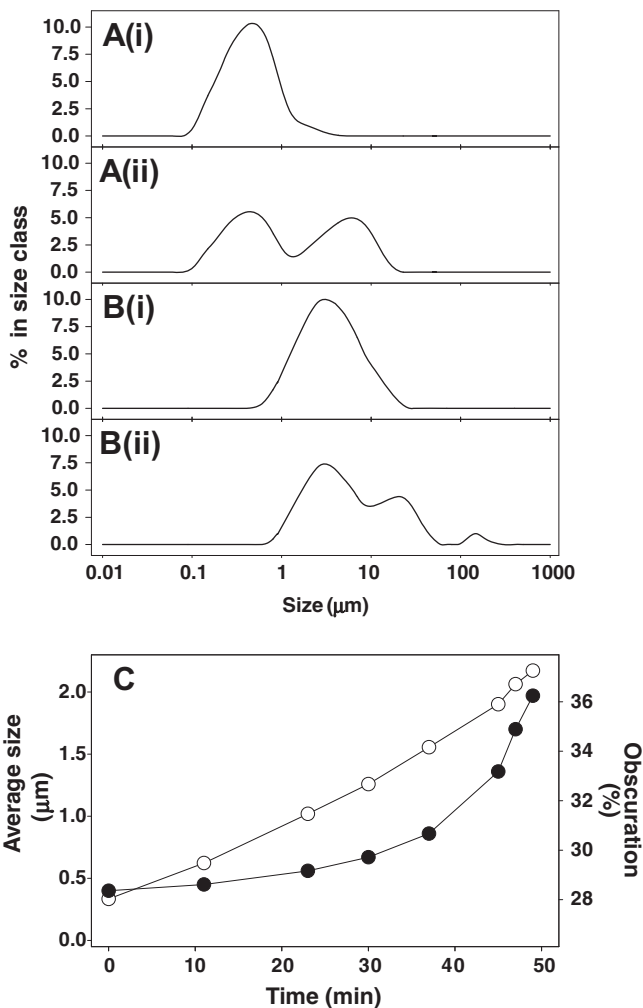 A(i)
10.0
7.5
5.0
2.5
0.0
A(ii)
10.0
7.5
5.0
2.5
0.0
B(i)
10.0
7.5
5.0
2.5
0.0
B(ii)
10.0
7.5
5.0
2.5
0.0
% in size class
0.01 0.1 1 10 100 1000
Size (μm)
C
2.0
1.5
1.0
0.5
0.0
Average size
(μm)
36
34
32
30
28
Obscuration
(%)
0 10 20 30 40 50
Time (min)